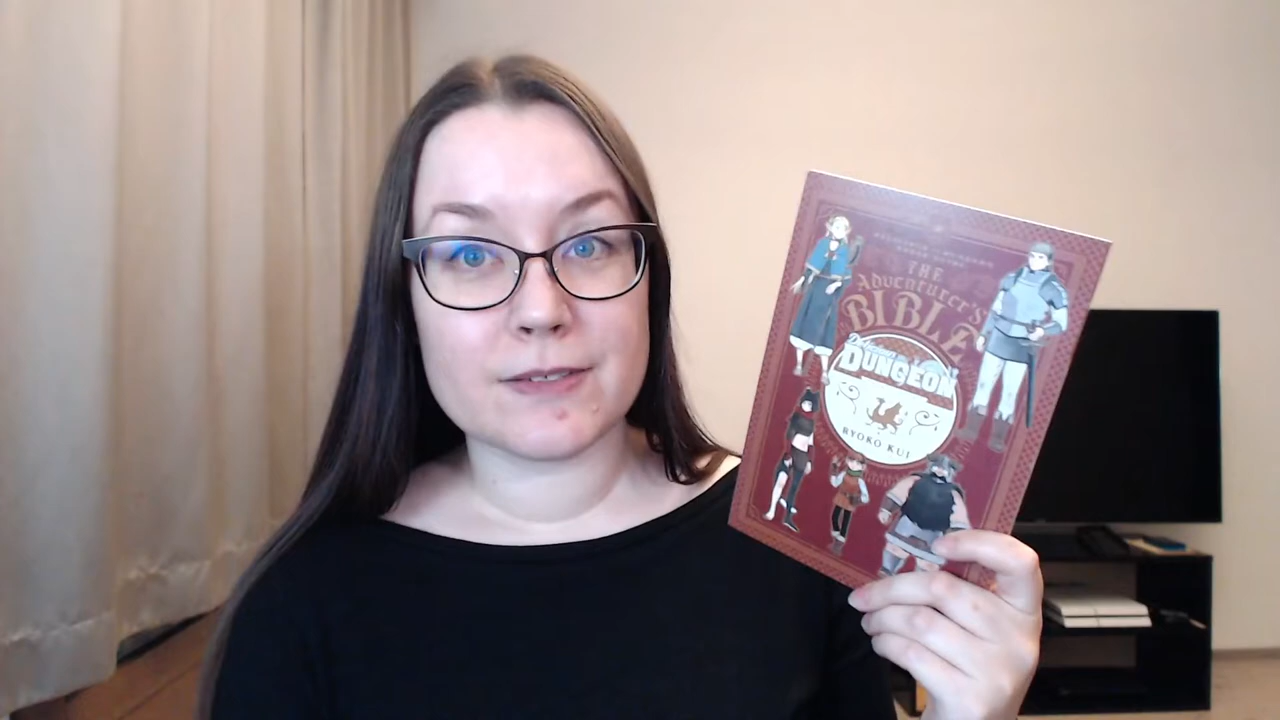 THE
Adventurer's
BIBLE
Delicious in
DUNGEON
RYOKO KUI